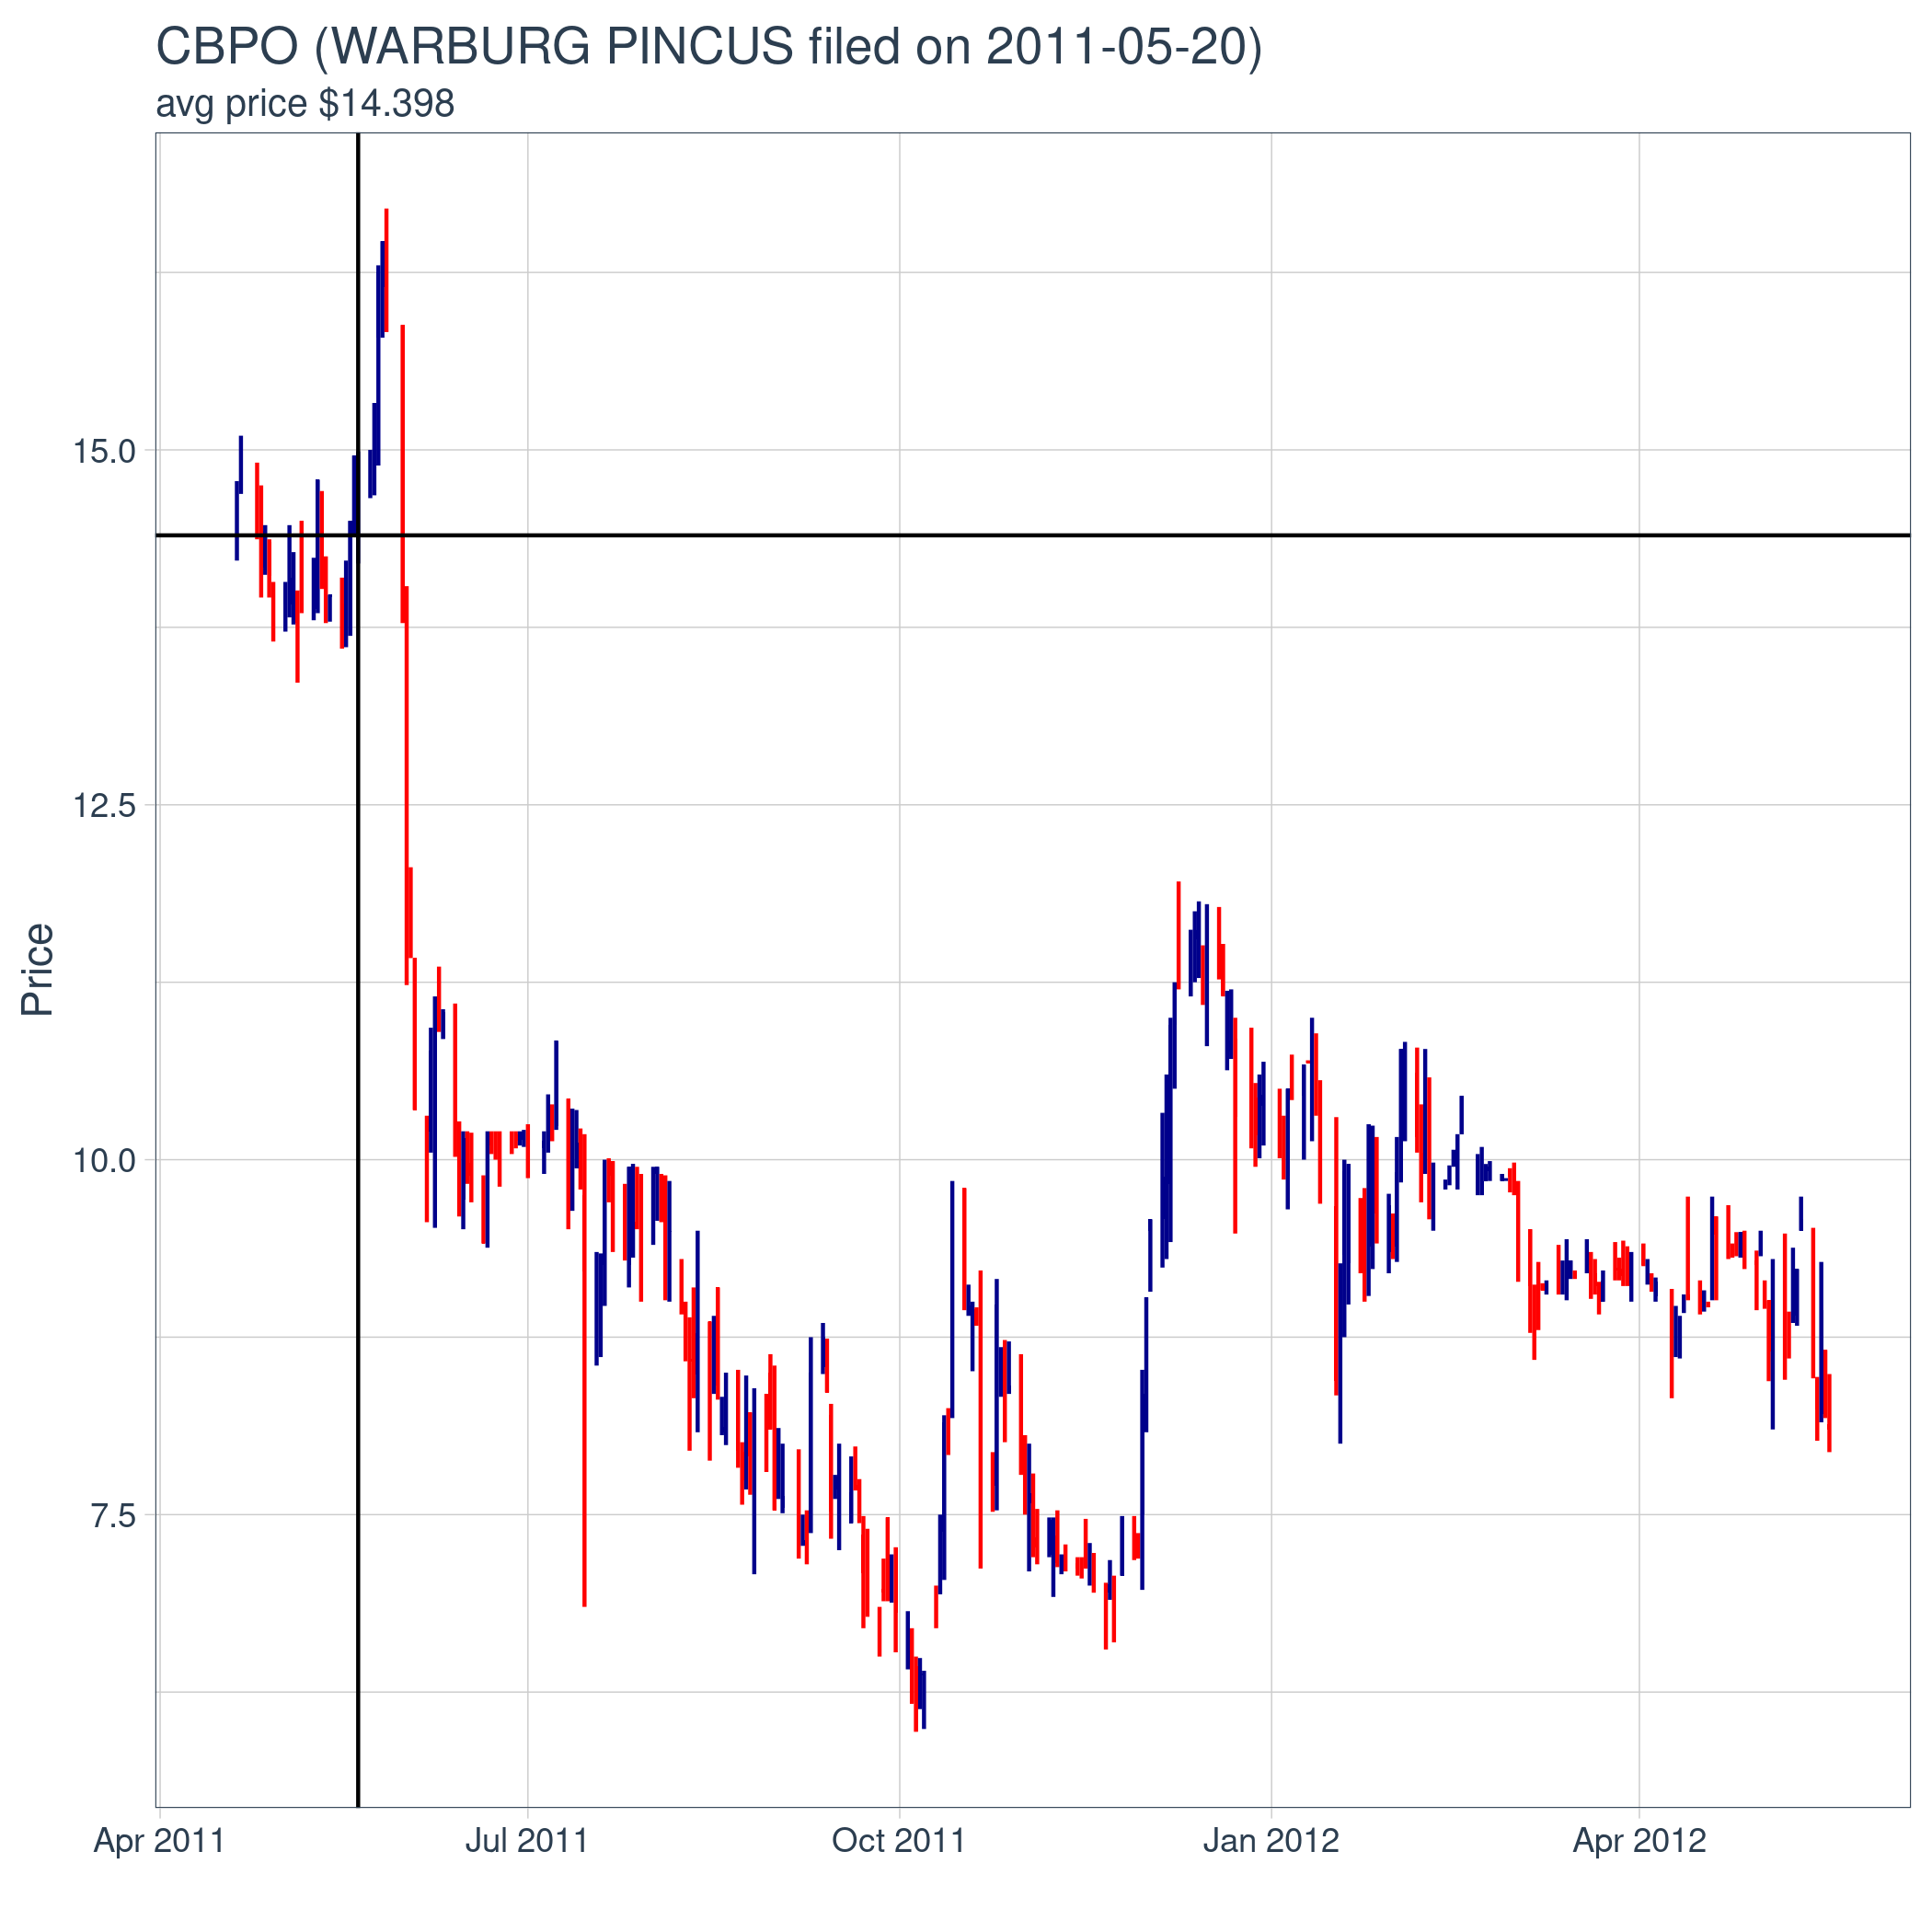 CBPO (WARBURG PINCUS filed on 2011-05-20)
avg price $14.398
Price
15.0
12.5
10.0
7.5
Apr 2011
Jul 2011
Oct 2011
Jan 2012
Apr 2012